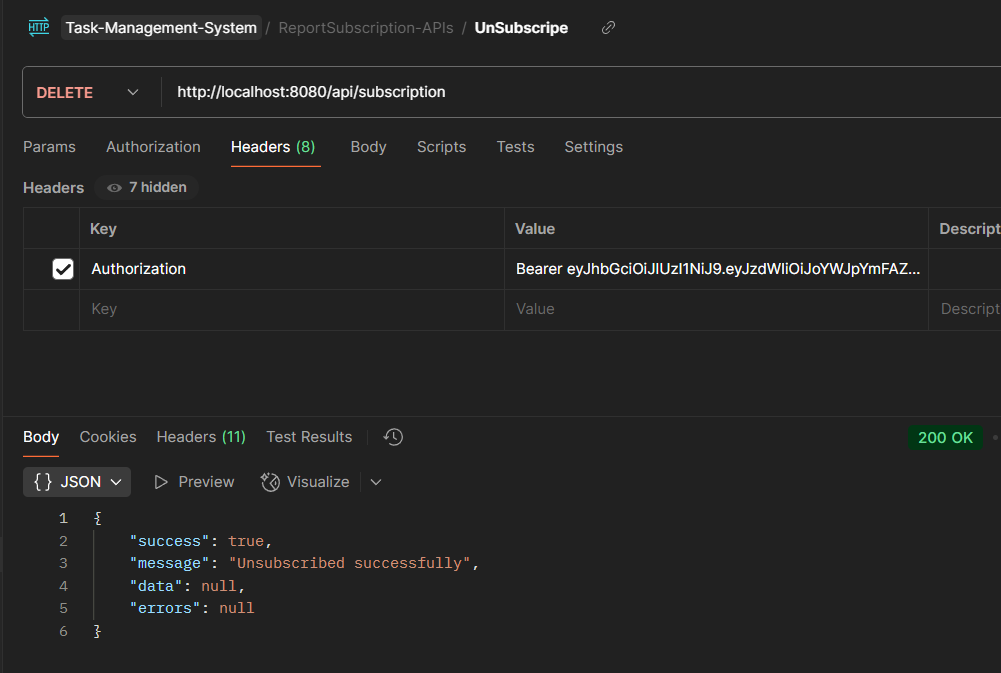 HTTP Task-Management-System / ReportSubscription-APIs / UnSubscripe
DELETE http://localhost:8080/api/subscription
Params Authorization Headers (8) Body Scripts Tests Settings
Headers 7 hidden
Key Value Descript
Authorization Bearer eyJhbGciOiJIUzI1NiJ9.eyJzdWIiOiJoYWJpYmFAZ...
Key Value Descript
Body Cookies Headers (11) Test Results 200 OK
{} JSON Preview Visualize
1 {
2 "success": true,
3 "message": "Unsubscribed successfully",
4 "data": null,
5 "errors": null
6 }